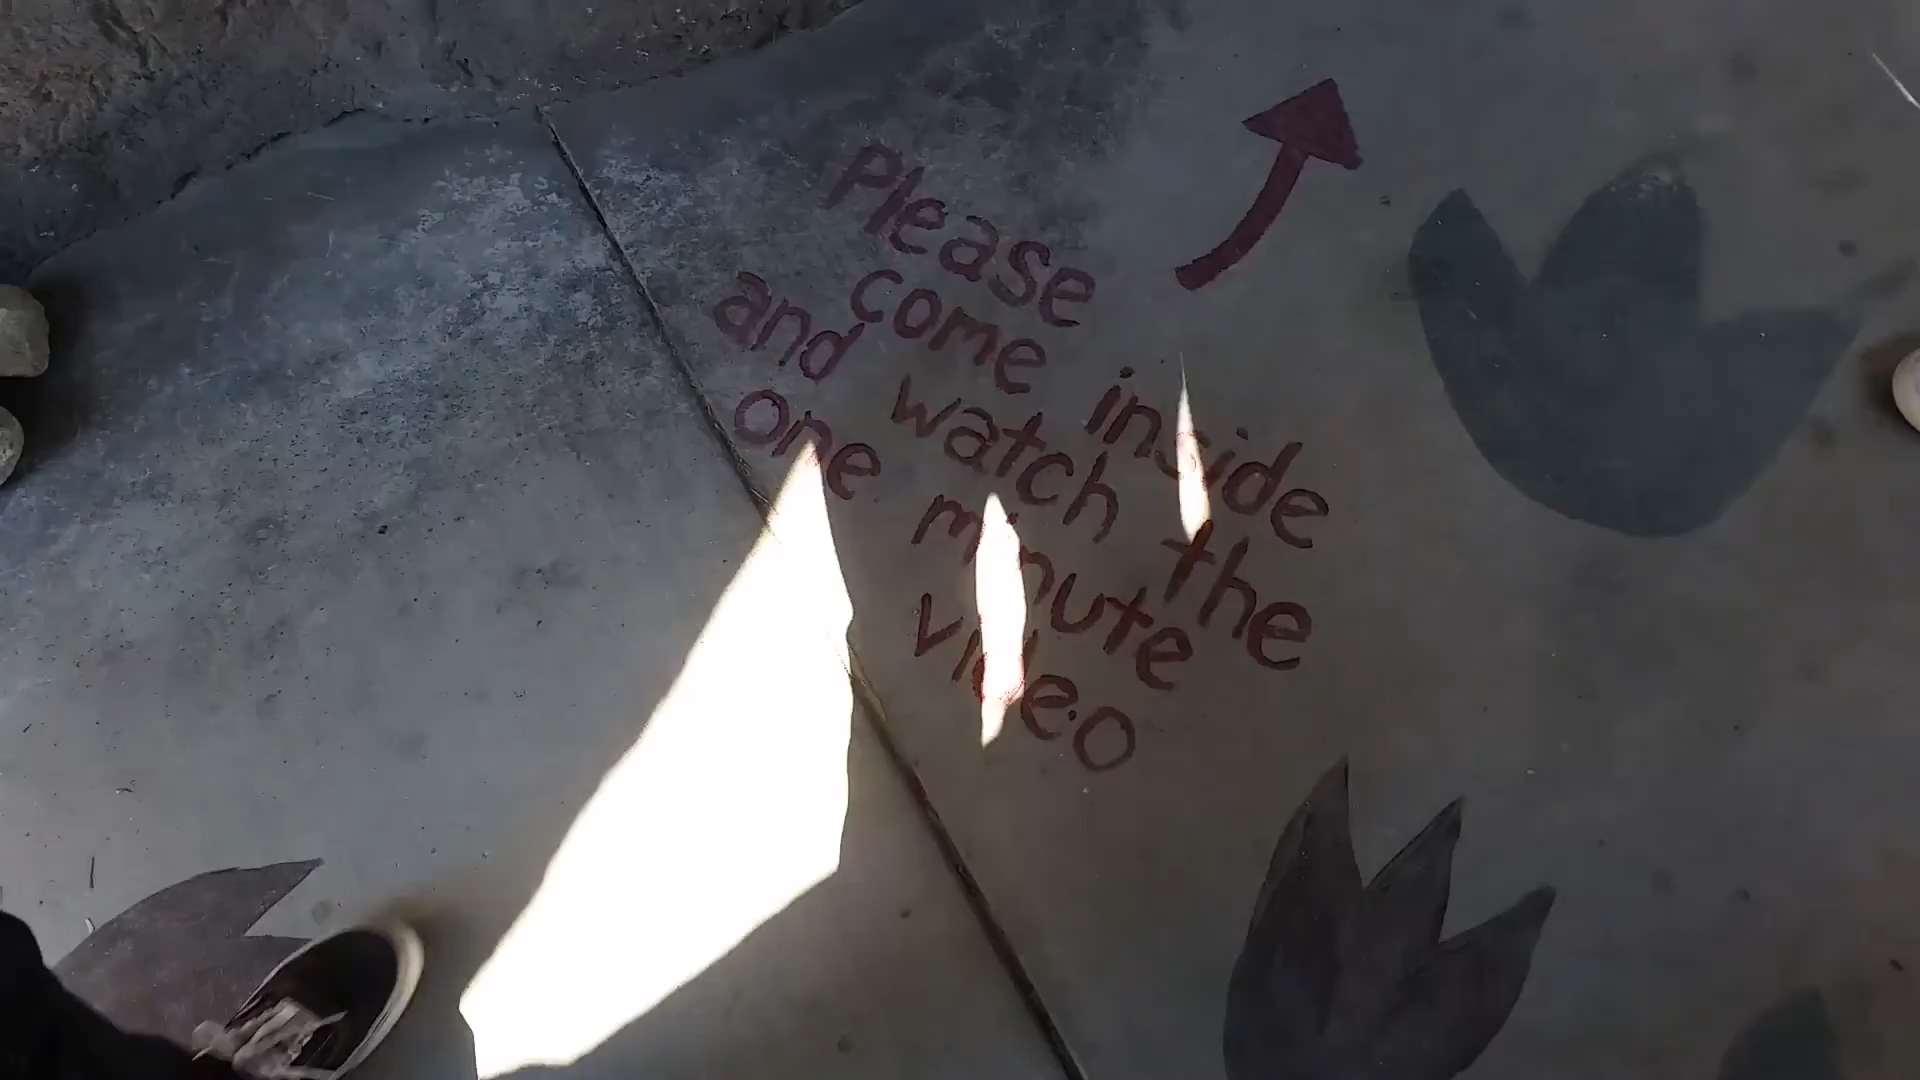 Please
come inside
and watch the
one minute
video